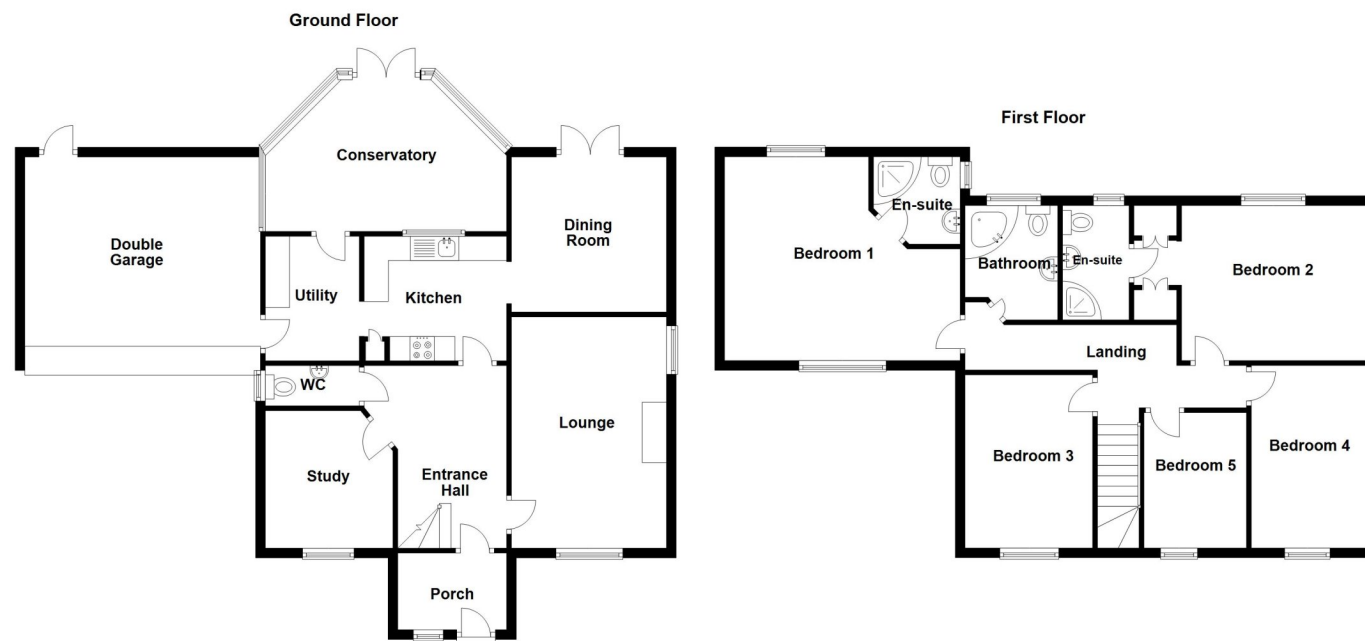 Ground Floor
Conservatory
Double
Garage
Dining
Room
Utility
Kitchen
WC
Lounge
Study
Entrance
Hall
Porch
First Floor
En-suite
Bedroom 1
Bathroom
En-suite
Bedroom 2
Landing
Bedroom 3
Bedroom 5
Bedroom 4